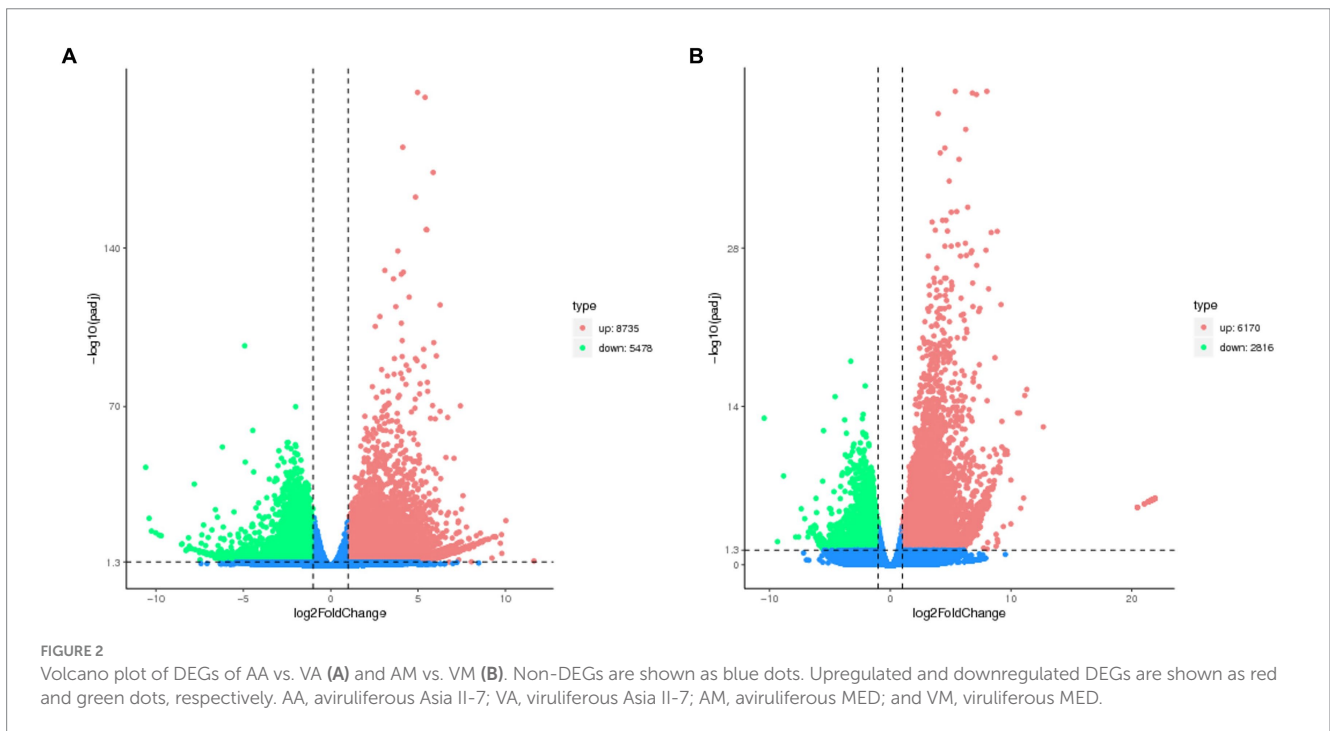 A
140
70
1.3
-log10(padj)
−10
−5
0
5
10
log2FoldChange
type
up: 8735
down: 5478
B
28
14
1.3
0
-log10(padj)
−10
0
10
20
log2FoldChange
type
up: 6170
down: 2816
FIGURE 2
Volcano plot of DEGs of AA vs. VA (A) and AM vs. VM (B). Non-DEGs are shown as blue dots. Upregulated and downregulated DEGs are shown as red
and green dots, respectively. AA, aviruliferous Asia II-7; VA, viruliferous Asia II-7; AM, aviruliferous MED; and VM, viruliferous MED.